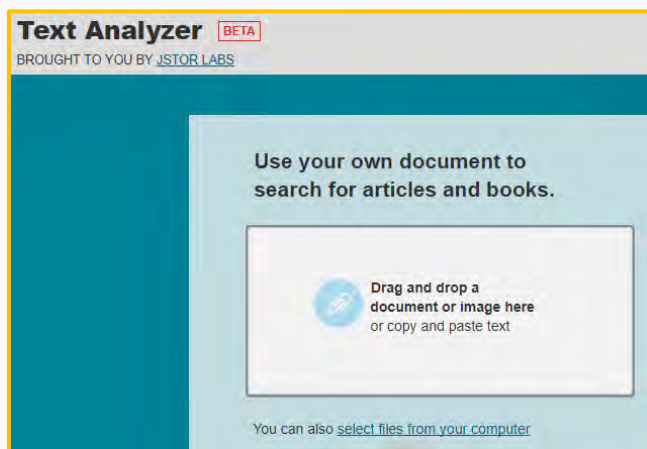 Text Analyzer BETA
BROUGHT TO YOU BY JSTOR LABS
Use your own document to
search for articles and books.
Drag and drop a
document or image here
or copy and paste text
You can also select files from your computer